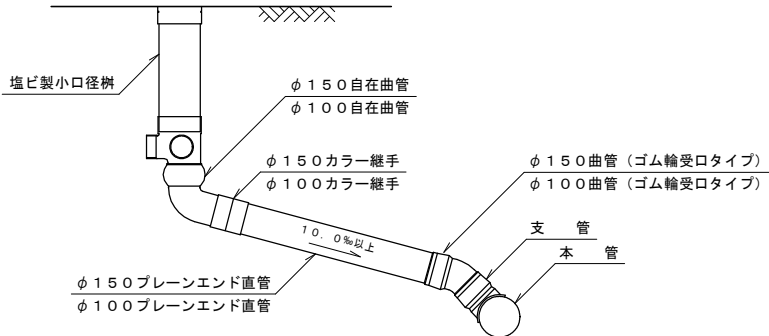 塩ビ製小口径桝
φ１５０自在曲管
φ１００自在曲管
φ１５０カラー継手
φ１００カラー継手
φ１５０曲管（ゴム輪受口タイプ）
φ１００曲管（ゴム輪受口タイプ）
１０．０‰以上
支　管
本　管
φ１５０プレーンエンド直管
φ１００プレーンエンド直管